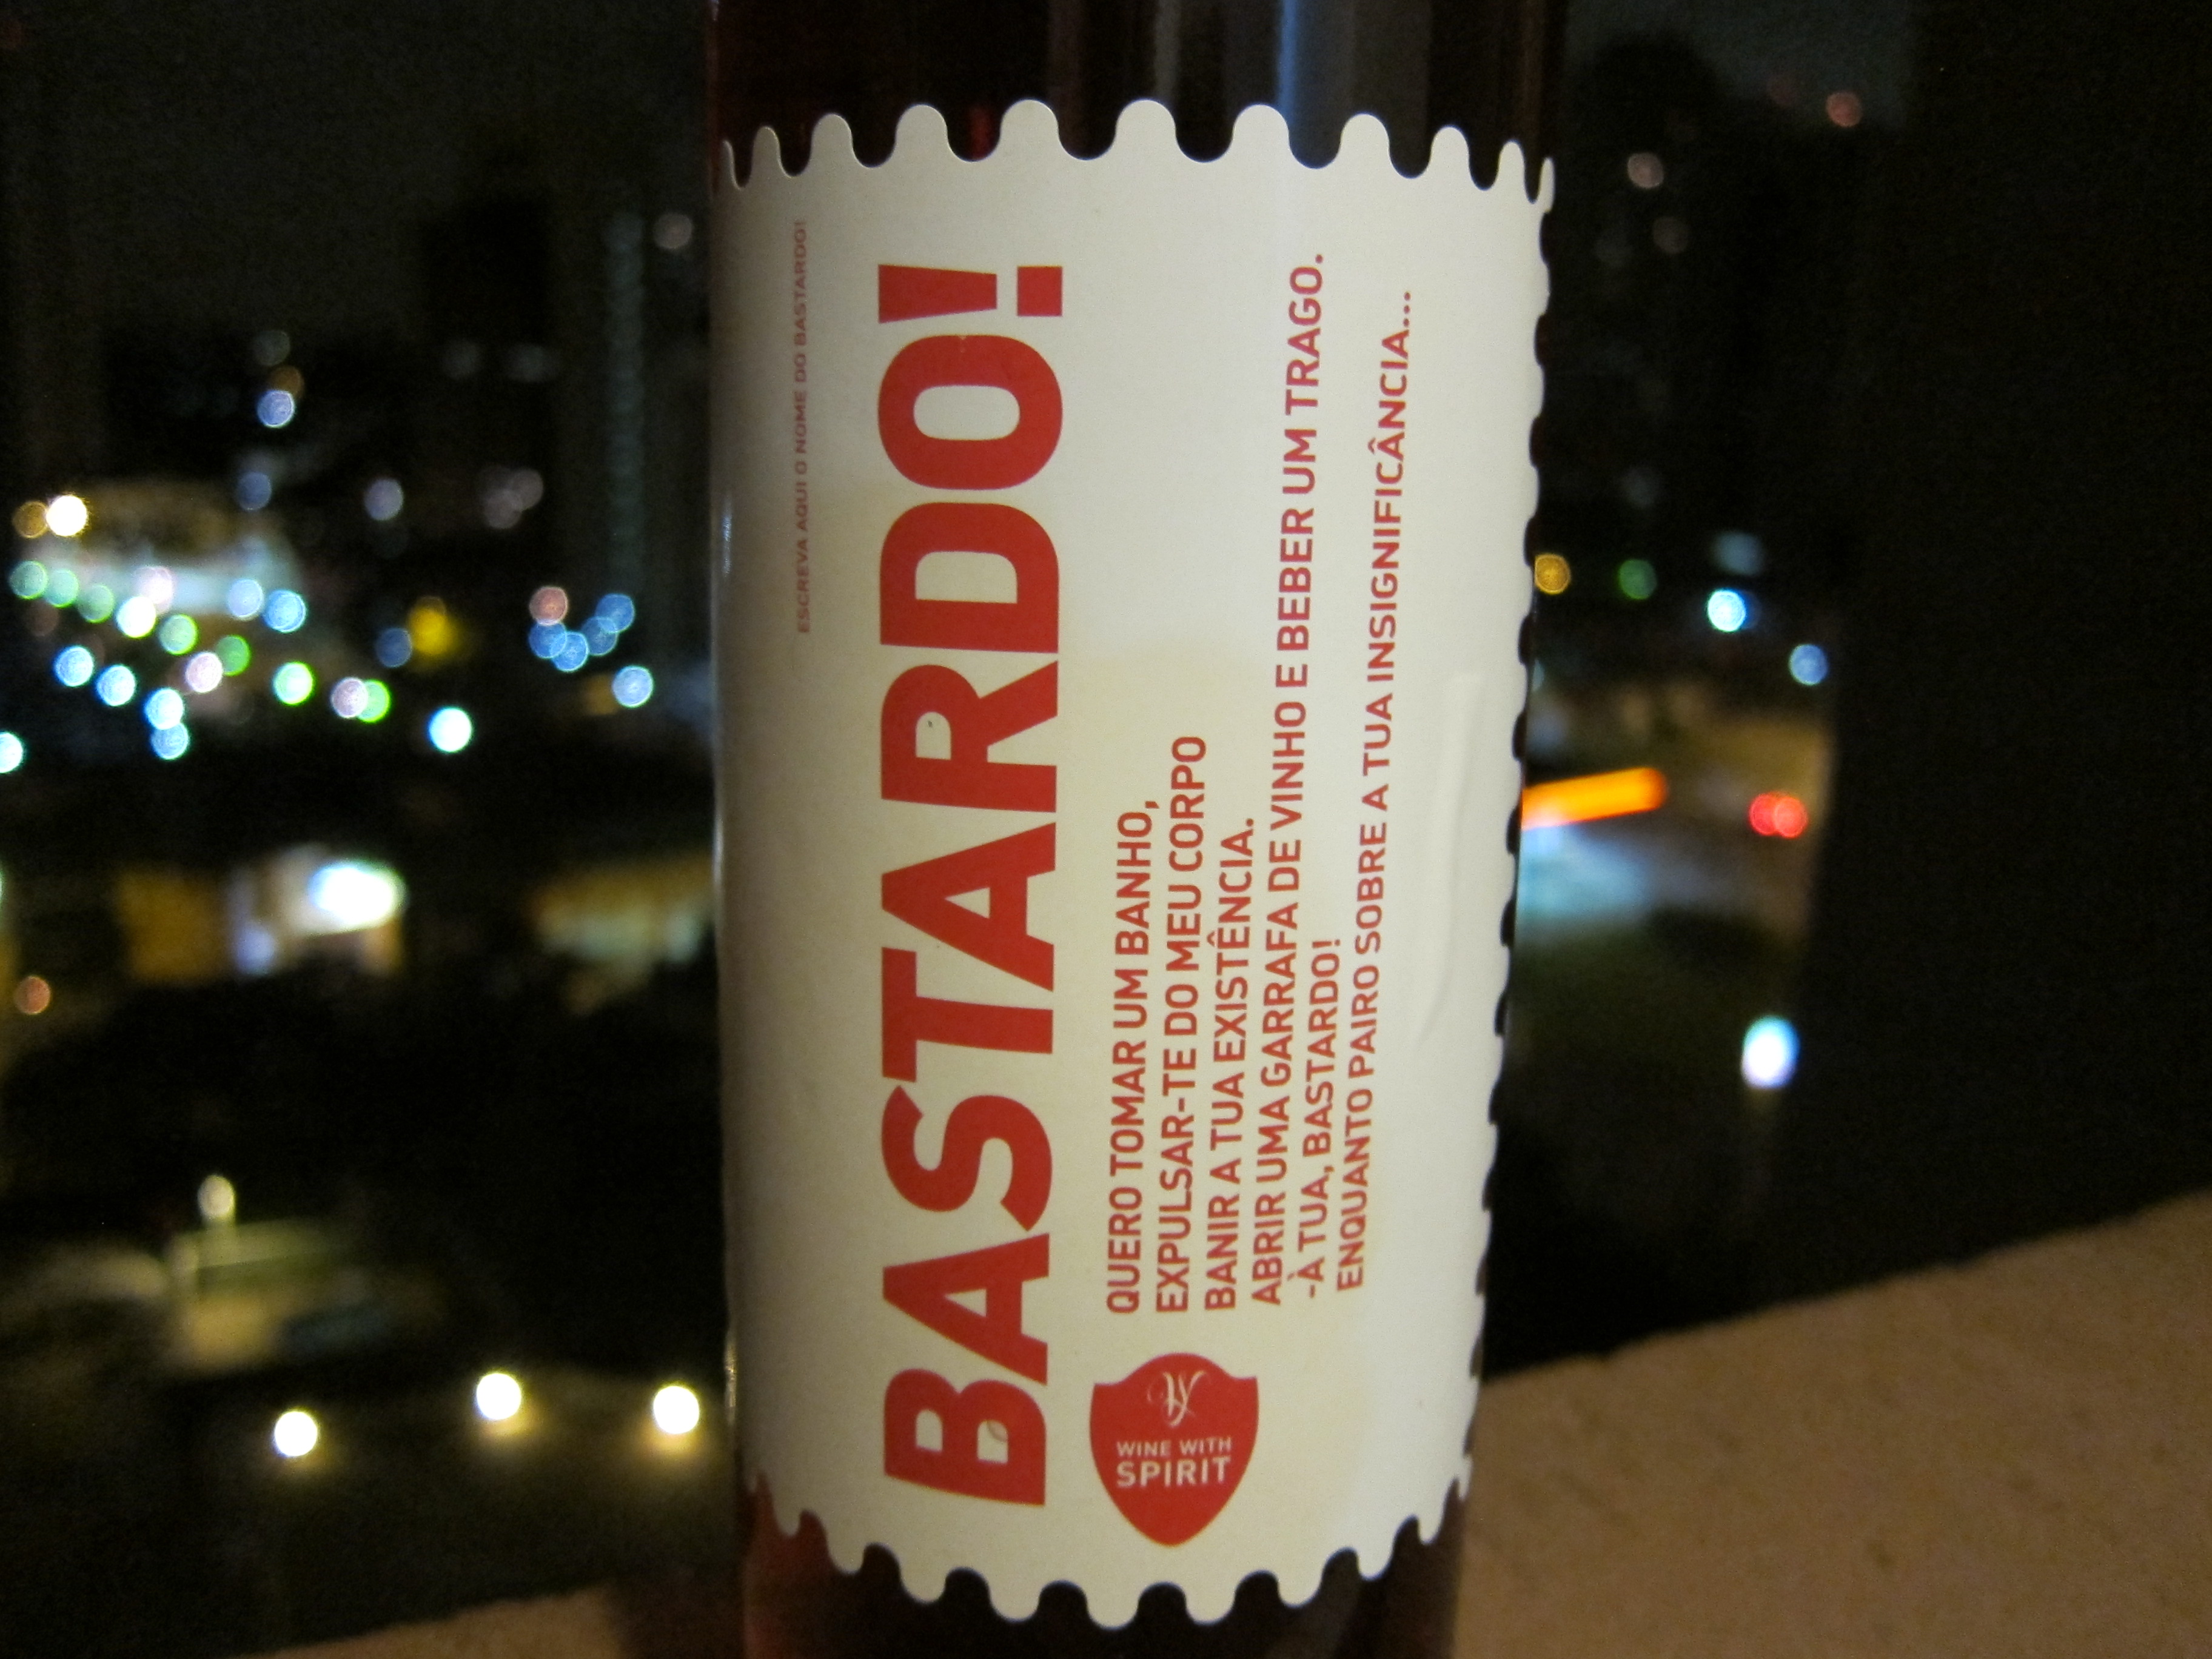 ESCREVA AQUI O NOME DO BASTARDO!
BASTARDO!
QUERO TOMAR UM BANHO,
EXPULSAR-TE DO MEU CORPO
BANIR A TUA EXISTÊNCIA.
ABRIR UMA GARRAFA DE VINHO E BEBER UM TRAGO.
-À TUA, BASTARDO!
ENQUANTO PAIRO SOBRE A TUA INSIGNIFICÂNCIA...
W
WINE WITH
SPIRIT